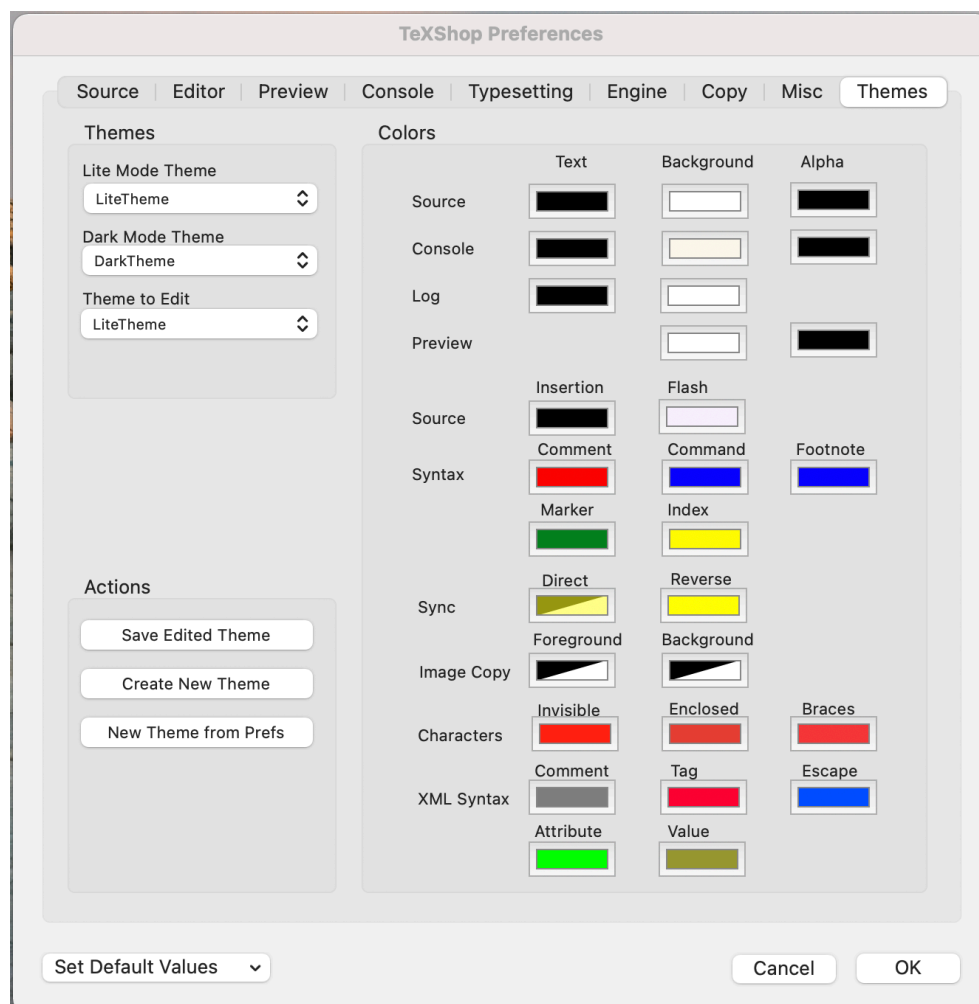 TeXShop Preferences
Source Editor Preview Console Typesetting Engine Copy Misc Themes
Themes
Lite Mode Theme
LiteTheme
Dark Mode Theme
DarkTheme
Theme to Edit
LiteTheme
Actions
Save Edited Theme
Create New Theme
New Theme from Prefs
Colors
Text Background Alpha
Source
Console
Log
Preview
Insertion Flash
Source
Comment Command Footnote
Syntax
Marker Index
Direct Reverse
Sync
Foreground Background
Image Copy
Invisible Enclosed Braces
Characters
Comment Tag Escape
XML Syntax
Attribute Value
Set Default Values
Cancel OK